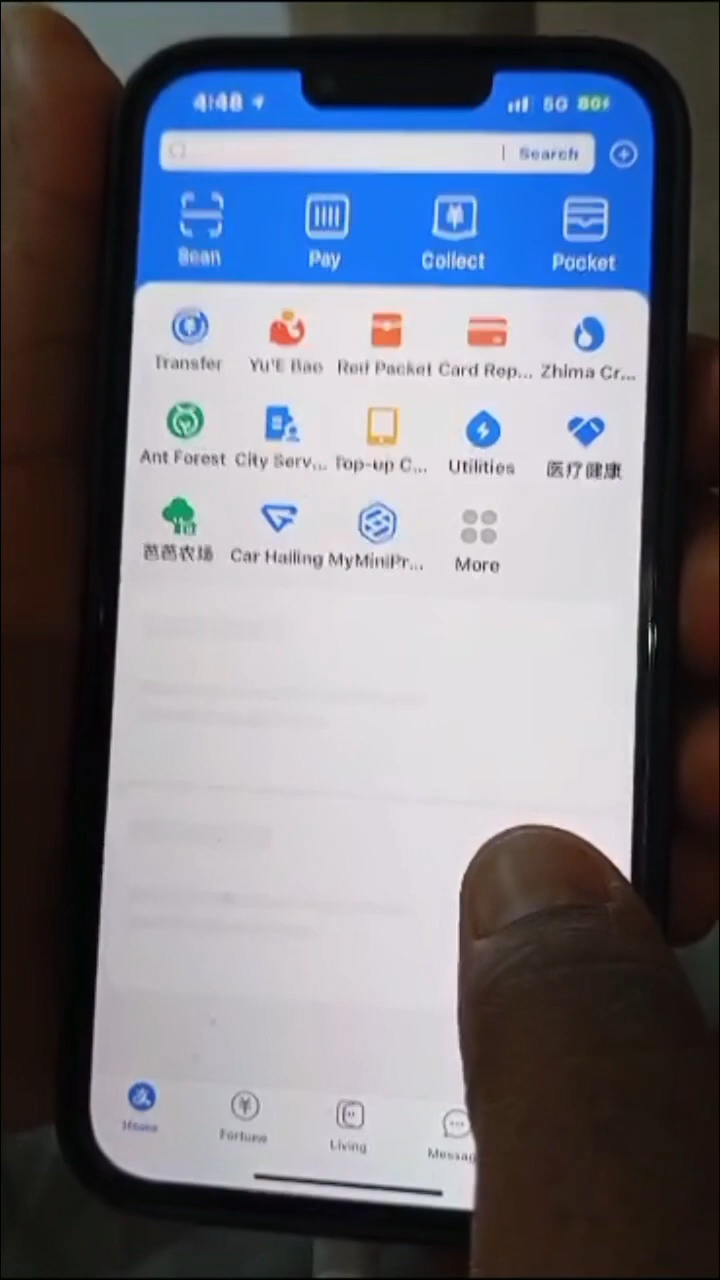 4:48 5G 80
Search
Scan Pay Collect Pocket
Transfer Yu'E Bao Red Packet Card Rep... Zhima Cr...
Ant Forest City Serv... Top-up C... Utilities 医疗健康
芭芭农场 Car Hailing MyMiniPr... More
Home Fortune Living Messag